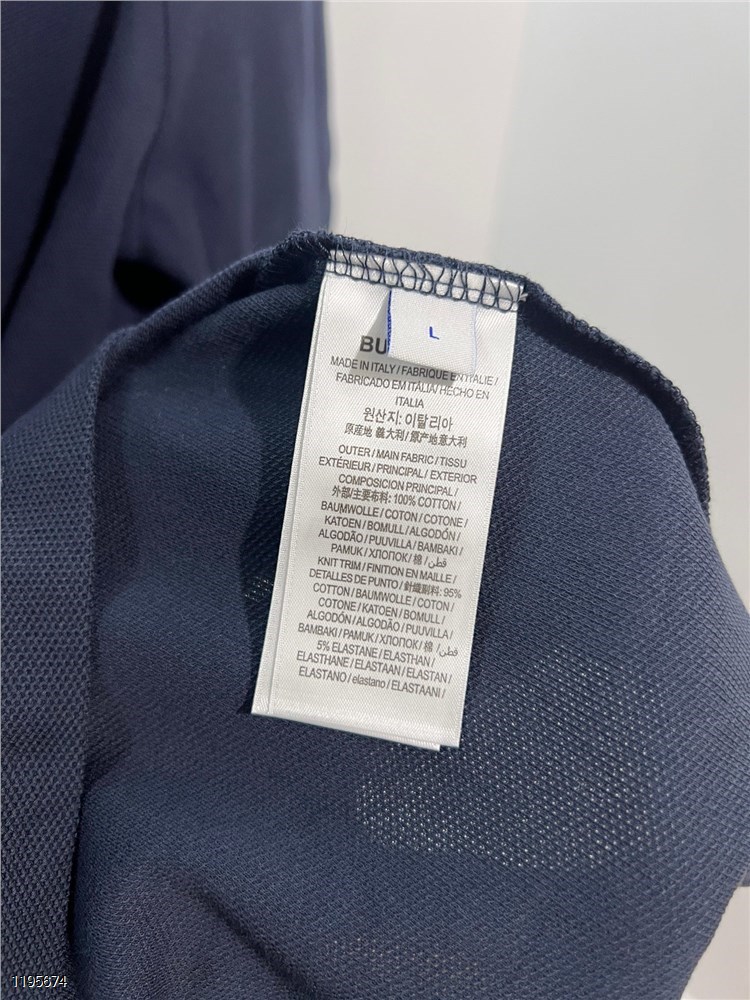 L
BU
MADE IN ITALY / FABRIQUE EN ITALIE /
FABRICADO EM ITALIA/ HECHO EN
ITALIA
원산지: 이탈리아
原産地 義大利/ 源产地意大利
OUTER / MAIN FABRIC / TISSU
EXTÉRIEUR / PRINCIPAL / EXTERIOR
COMPOSICION PRINCIPAL /
外部/主要布料: 100% COTTON /
BAUMWOLLE / COTON / COTONE /
KATOEN / BOMULL / ALGODÓN /
ALGODÃO / PUUVILLA / BAMBAKI /
PAMUK / ХЛОПОК / 棉 / قطن /
KNIT TRIM / FINITION EN MAILLE /
DETALLES DE PUNTO / 針織副料: 95%
COTTON / BAUMWOLLE / COTON /
COTONE / KATOEN / BOMULL /
ALGODÓN / ALGODÃO / PUUVILLA /
BAMBAKI / PAMUK / ХЛОПОК / 棉 / قطن
5% ELASTANE / ELASTHAN /
ELASTHANE / ELASTAAN / ELASTAN /
ELASTANO / elastano / ELASTAANI /
1195674